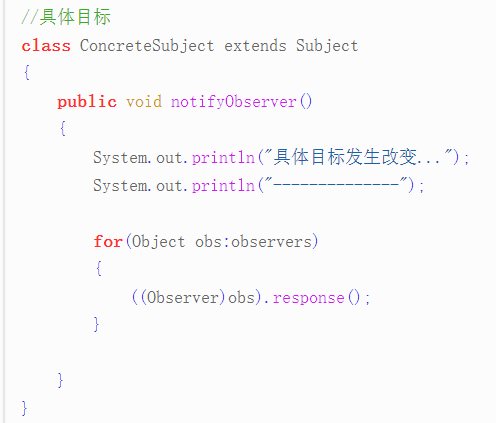 //具体目标
class ConcreteSubject extends Subject
{
    public void notifyObserver()
    {
        System.out.println("具体目标发生改变...");
        System.out.println("--------------");
        for(Object obs:observers)
        {
            ((Observer)obs).response();
        }
    }
}